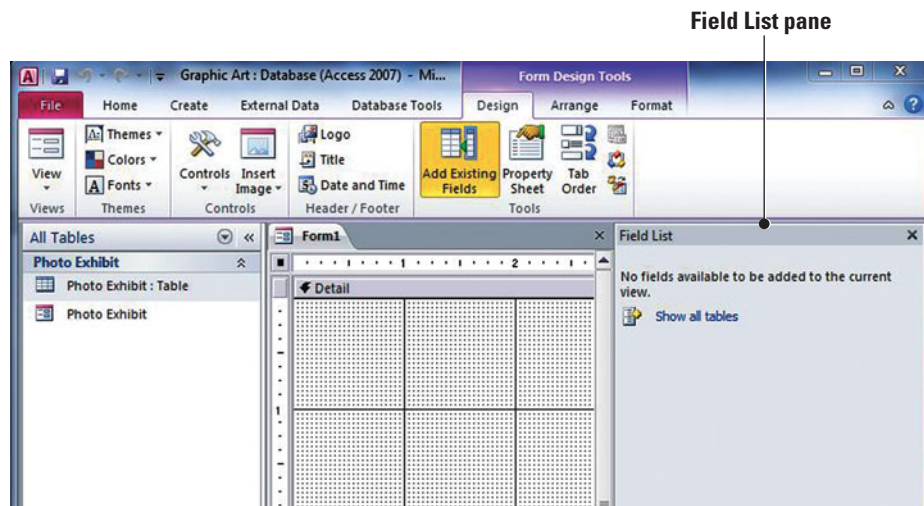 Field List pane
A Graphic Art : Database (Access 2007) - Mi... Form Design Tools
File Home Create External Data Database Tools Design Arrange Format
View
Views
Aa Themes
Colors
A Fonts
Themes
Controls Insert Image
Controls
Logo
Title
5 Date and Time
Header / Footer
Add Existing Fields Property Sheet Tab Order
Tools
All Tables
Photo Exhibit
Photo Exhibit : Table
Photo Exhibit
Form1
1 2
Detail
1
Field List
No fields available to be added to the current
view.
Show all tables